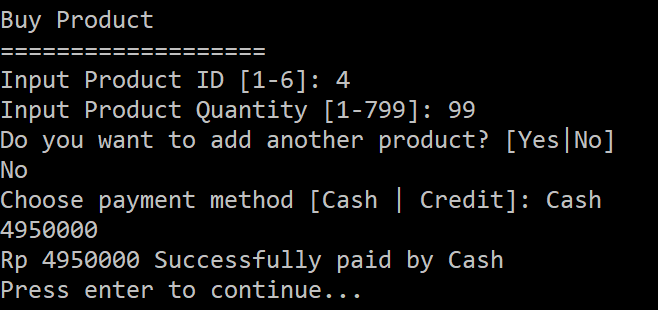 Buy Product
===================
Input Product ID [1-6]: 4
Input Product Quantity [1-799]: 99
Do you want to add another product? [Yes|No]
No
Choose payment method [Cash | Credit]: Cash
4950000
Rp 4950000 Successfully paid by Cash
Press enter to continue...